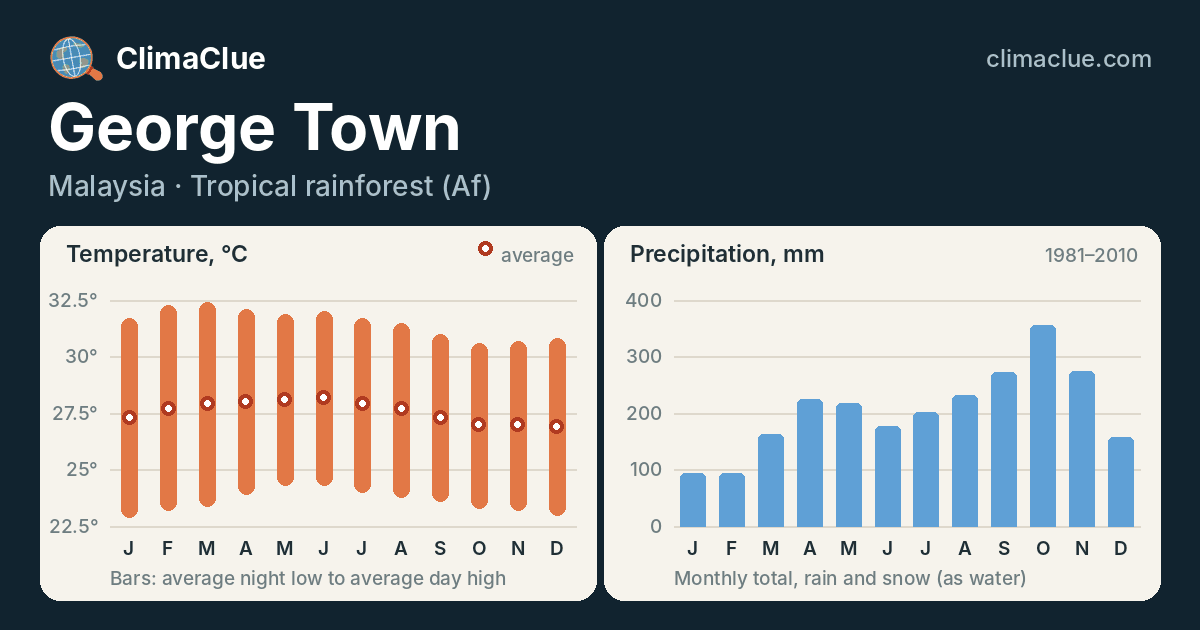 ClimaClue
climaclue.com
George Town
Malaysia · Tropical rainforest (Af)
Temperature, °C
average
32.5°
30°
27.5°
25°
22.5°
J F M A M J J A S O N D
Bars: average night low to average day high
Precipitation, mm
1981–2010
400
300
200
100
0
J F M A M J J A S O N D
Monthly total, rain and snow (as water)